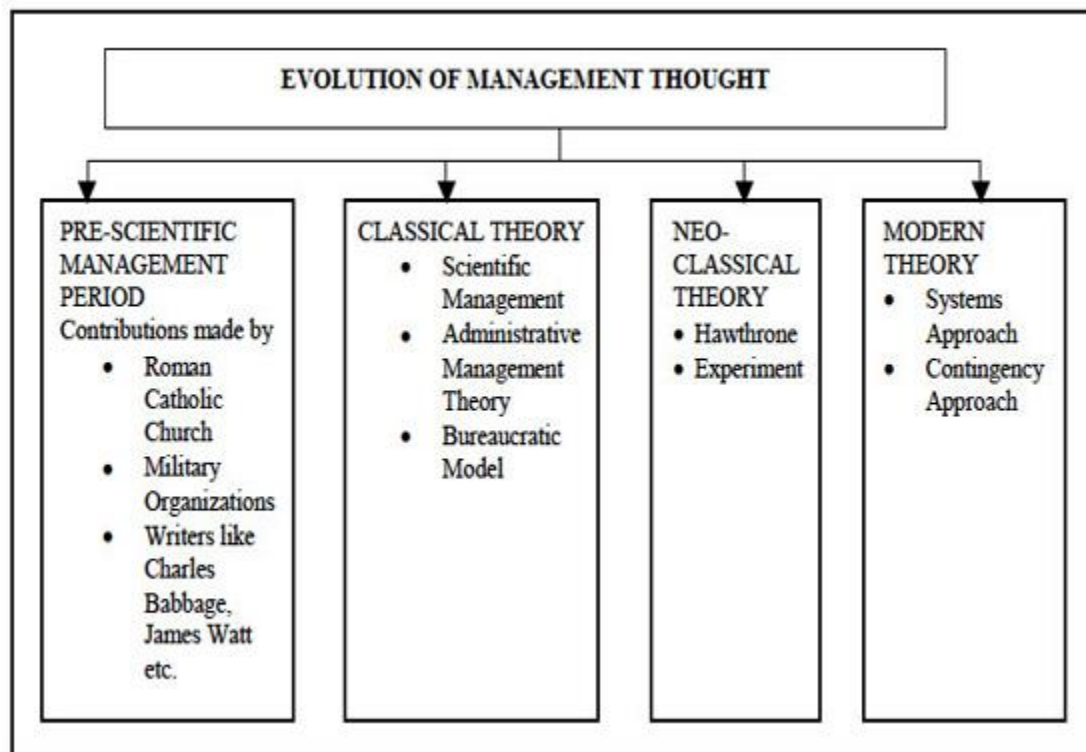 EVOLUTION OF MANAGEMENT THOUGHT
PRE-SCIENTIFIC
MANAGEMENT
PERIOD
Contributions made by
• Roman
Catholic
Church
• Military
Organizations
• Writers like
Charles
Babbage,
James Watt
etc.
CLASSICAL THEORY
• Scientific
Management
• Administrative
Management
Theory
• Bureaucratic
Model
NEO-
CLASSICAL
THEORY
• Hawthrone
• Experiment
MODERN
THEORY
• Systems
Approach
• Contingency
Approach